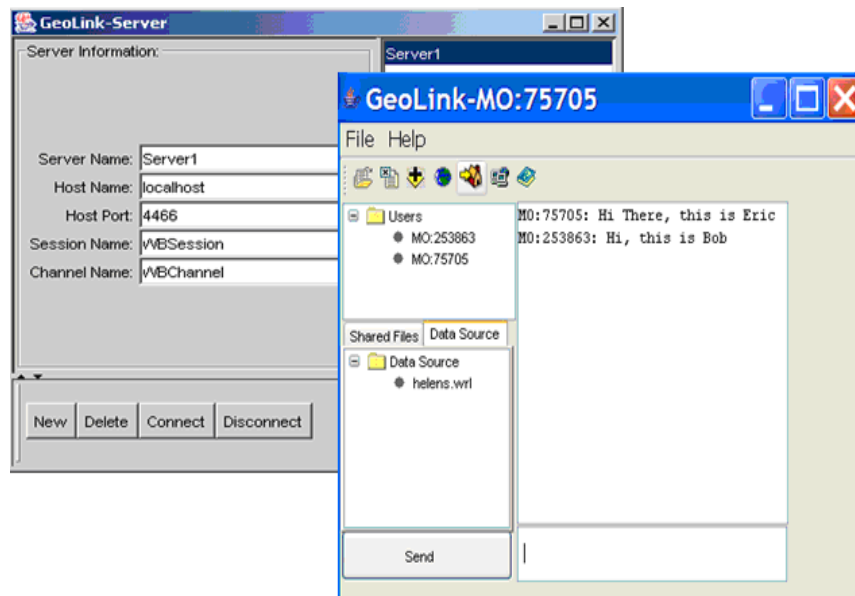 GeoLink-Server
Server Information:
Server1
Server Name: Server1
Host Name: localhost
Host Port: 4466
Session Name: WBSession
Channel Name: WBChannel
New Delete Connect Disconnect
GeoLink-MO:75705
File Help
Users
MO:253863
MO:75705
MO:75705: Hi There, this is Eric
MO:253863: Hi, this is Bob
Shared Files Data Source
Data Source
helens.wrl
Send